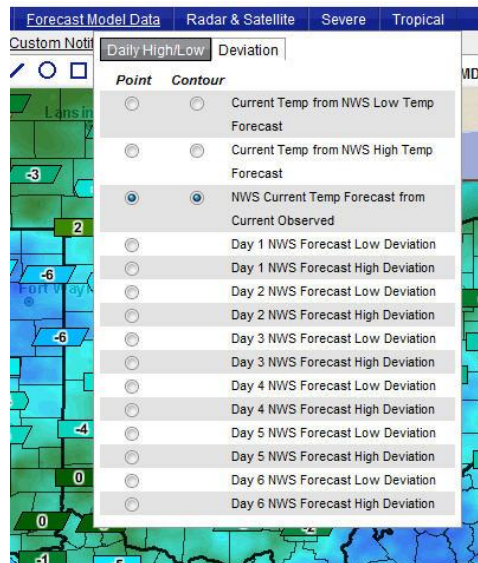 Forecast Model Data Radar & Satellite Severe Tropical
Custom Notif
Daily High/Low Deviation
Point Contour
Lansin
Current Temp from NWS Low Temp
Forecast
Current Temp from NWS High Temp
Forecast
-3
NWS Current Temp Forecast from
Current Observed
2
Day 1 NWS Forecast Low Deviation
Day 1 NWS Forecast High Deviation
-6
Fort Way
Day 2 NWS Forecast Low Deviation
Day 2 NWS Forecast High Deviation
-6
Day 3 NWS Forecast Low Deviation
Day 3 NWS Forecast High Deviation
Day 4 NWS Forecast Low Deviation
Day 4 NWS Forecast High Deviation
-4
Day 5 NWS Forecast Low Deviation
Day 5 NWS Forecast High Deviation
0
Day 6 NWS Forecast Low Deviation
Day 6 NWS Forecast High Deviation
0
-1